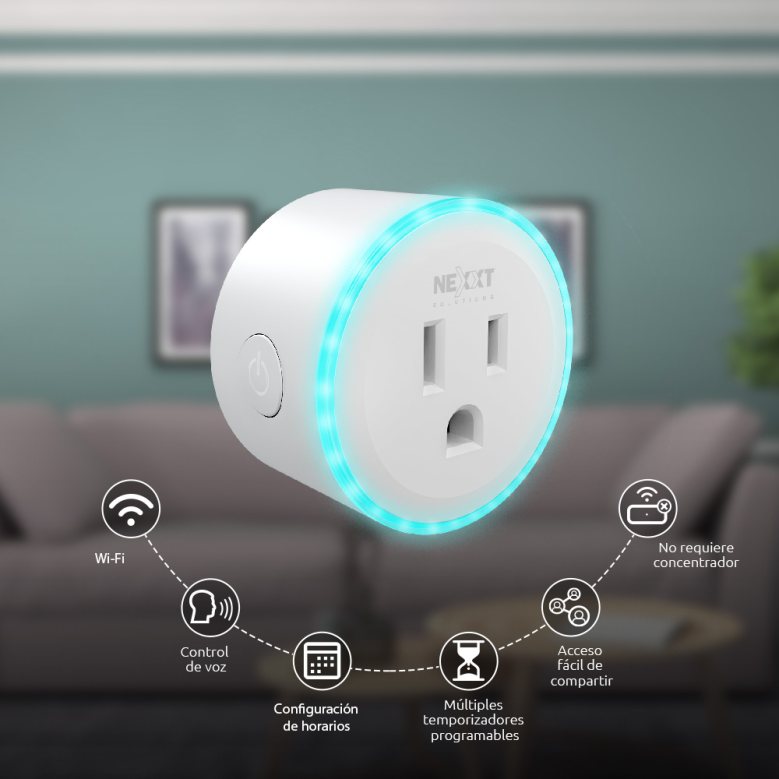 NEXXT
SOLUTIONS
Wi-Fi
Control
de voz
Configuración
de horarios
Múltiples
temporizadores
programables
Acceso
fácil de
compartir
No requiere
concentrador